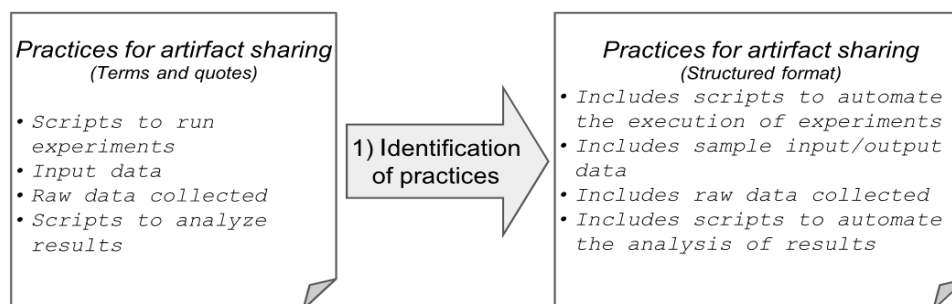 Practices for artirfact sharing
(Terms and quotes)
• Scripts to run
experiments
• Input data
• Raw data collected
• Scripts to analyze
results
1) Identification
of practices
Practices for artirfact sharing
(Structured format)
• Includes scripts to automate
the execution of experiments
• Includes sample input/output
data
• Includes raw data collected
• Includes scripts to automate
the analysis of results